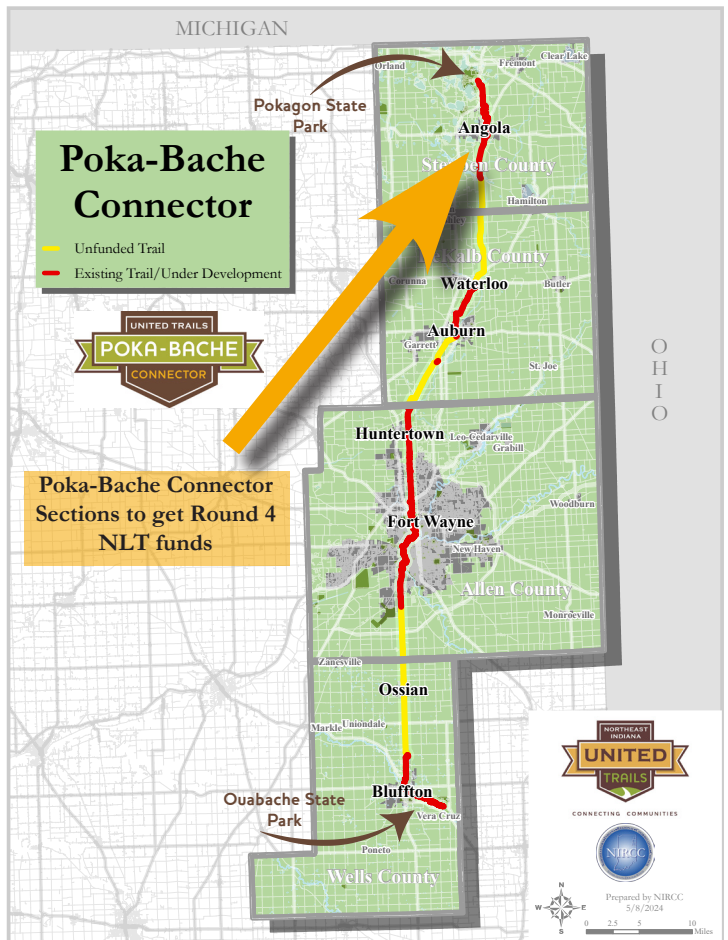 MICHIGAN
Orland
Fremont
Clear Lake
Pokagon State
Park
Angola
Steuben County
Hamilton
Poka-Bache
Connector
Unfunded Trail
Existing Trail/Under Development
UNITED TRAILS
POKA-BACHE
CONNECTOR
DeKalb County
Corunna
Waterloo
Butler
Auburn
Garrett
St. Joe
OHIO
Huntertown
Leo-Cedarville
Grabill
Poka-Bache Connector
Sections to get Round 4
NLT funds
Woodburn
Fort Wayne
New Haven
Allen County
Monroeville
Zanesville
Ossian
Markle
Uniondale
Bluffton
Ouabache State
Park
Vera Cruz
Poneto
Wells County
NORTHEAST
INDIANA
UNITED
TRAILS
CONNECTING COMMUNITIES
NIRCC
Prepared by NIRCC
5/8/2024
N
W
E
S
0 2.5 5 10
Miles